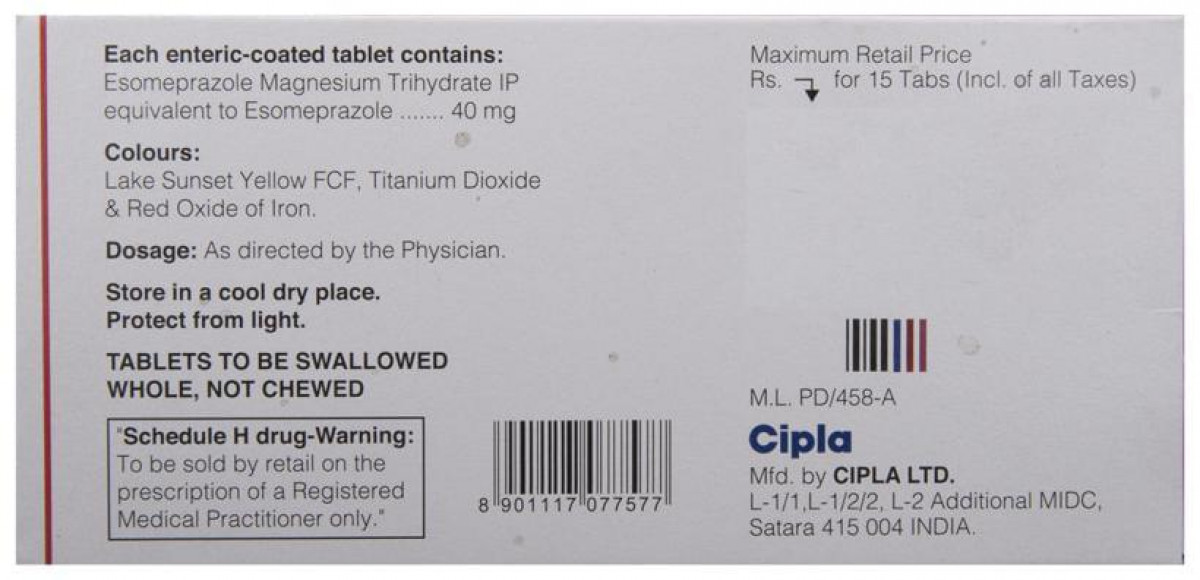 Each enteric-coated tablet contains:
Esomeprazole Magnesium Trihydrate IP
equivalent to Esomeprazole ....... 40 mg
Colours:
Lake Sunset Yellow FCF, Titanium Dioxide
& Red Oxide of Iron.
Dosage: As directed by the Physician.
Store in a cool dry place.
Protect from light.
TABLETS TO BE SWALLOWED
WHOLE, NOT CHEWED
"Schedule H drug-Warning:
To be sold by retail on the
prescription of a Registered
Medical Practitioner only."
8 901117 077577
Maximum Retail Price
Rs. for 15 Tabs (Incl. of all Taxes)
M.L. PD/458-A
Cipla
Mfd. by CIPLA LTD.
L-1/1,L-1/2/2, L-2 Additional MIDC,
Satara 415 004 INDIA.